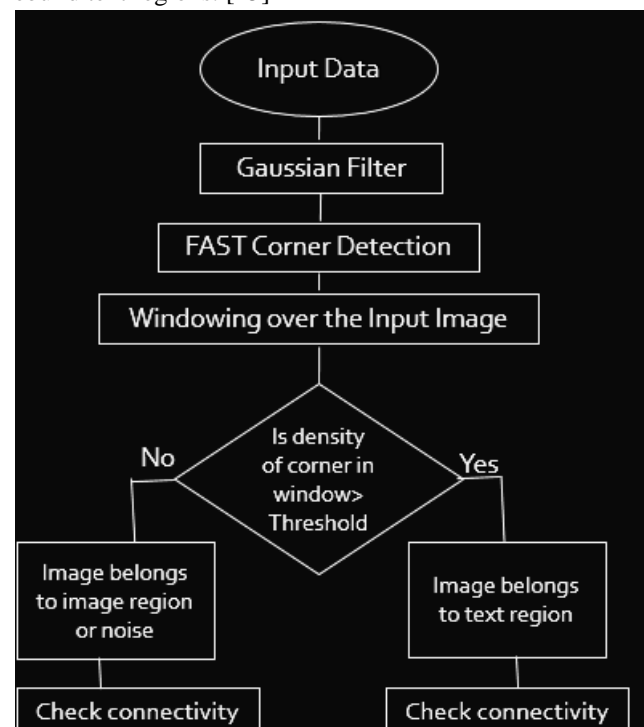 Input Data
Gaussian Filter
FAST Corner Detection
Windowing over the Input Image
Is density
of corner in
window>
Threshold
No
Yes
Image belongs
to image region
or noise
Image belongs
to text region
Check connectivity
Check connectivity